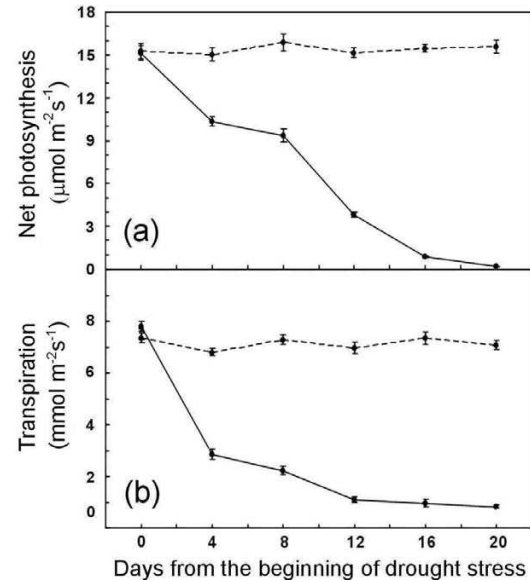 18
15
12
9
6
3
0
Net photosynthesis
(μmol m⁻²s⁻¹)
(a)
8
6
4
2
0
Transpiration
(mmol m⁻²s⁻¹)
(b)
0 4 8 12 16 20
Days from the beginning of drought stress